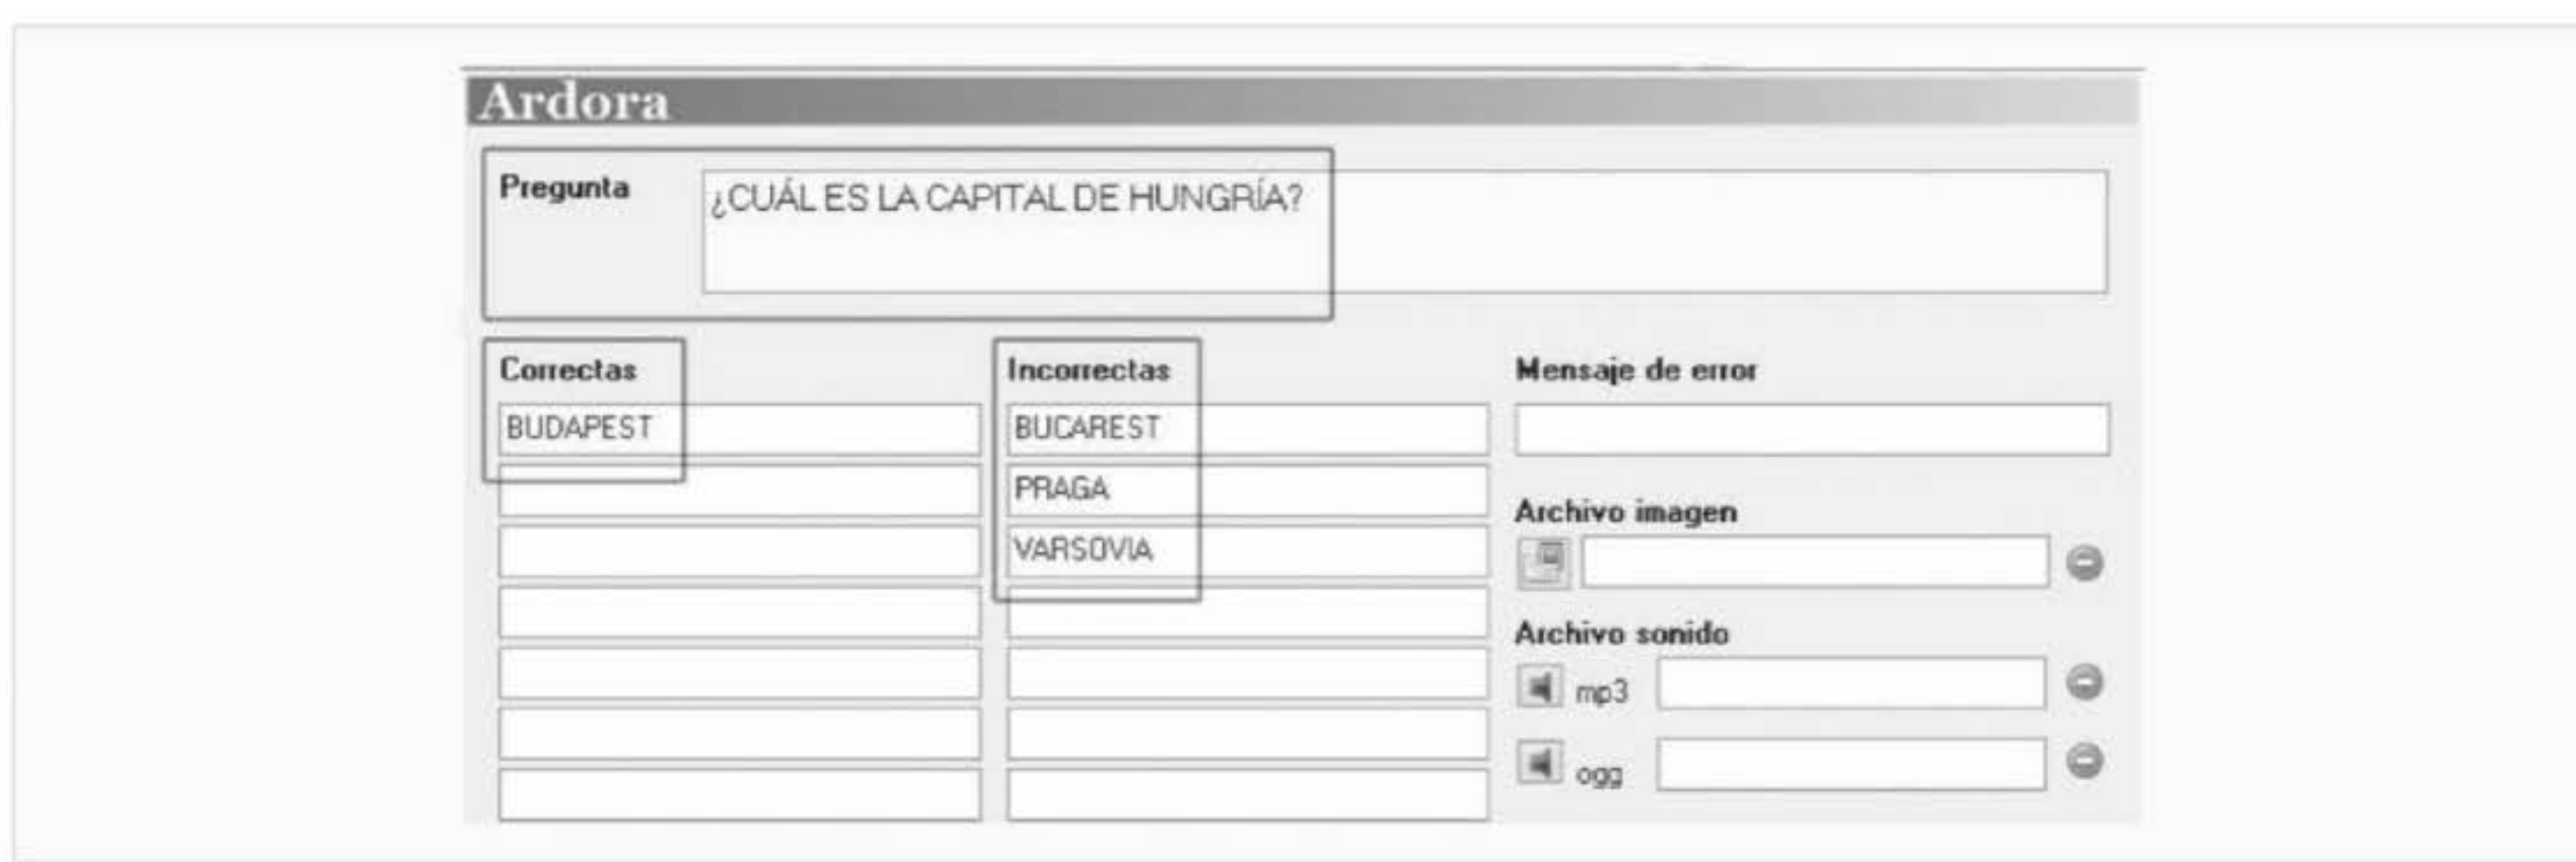 Ardora
Pregunta
¿CUÁL ES LA CAPITAL DE HUNGRÍA?
Correctas
BUDAPEST
Incorrectas
BUCAREST
PRAGA
VARSOVIA
Mensaje de error
Archivo imagen
Archivo sonido
mp3
ogg